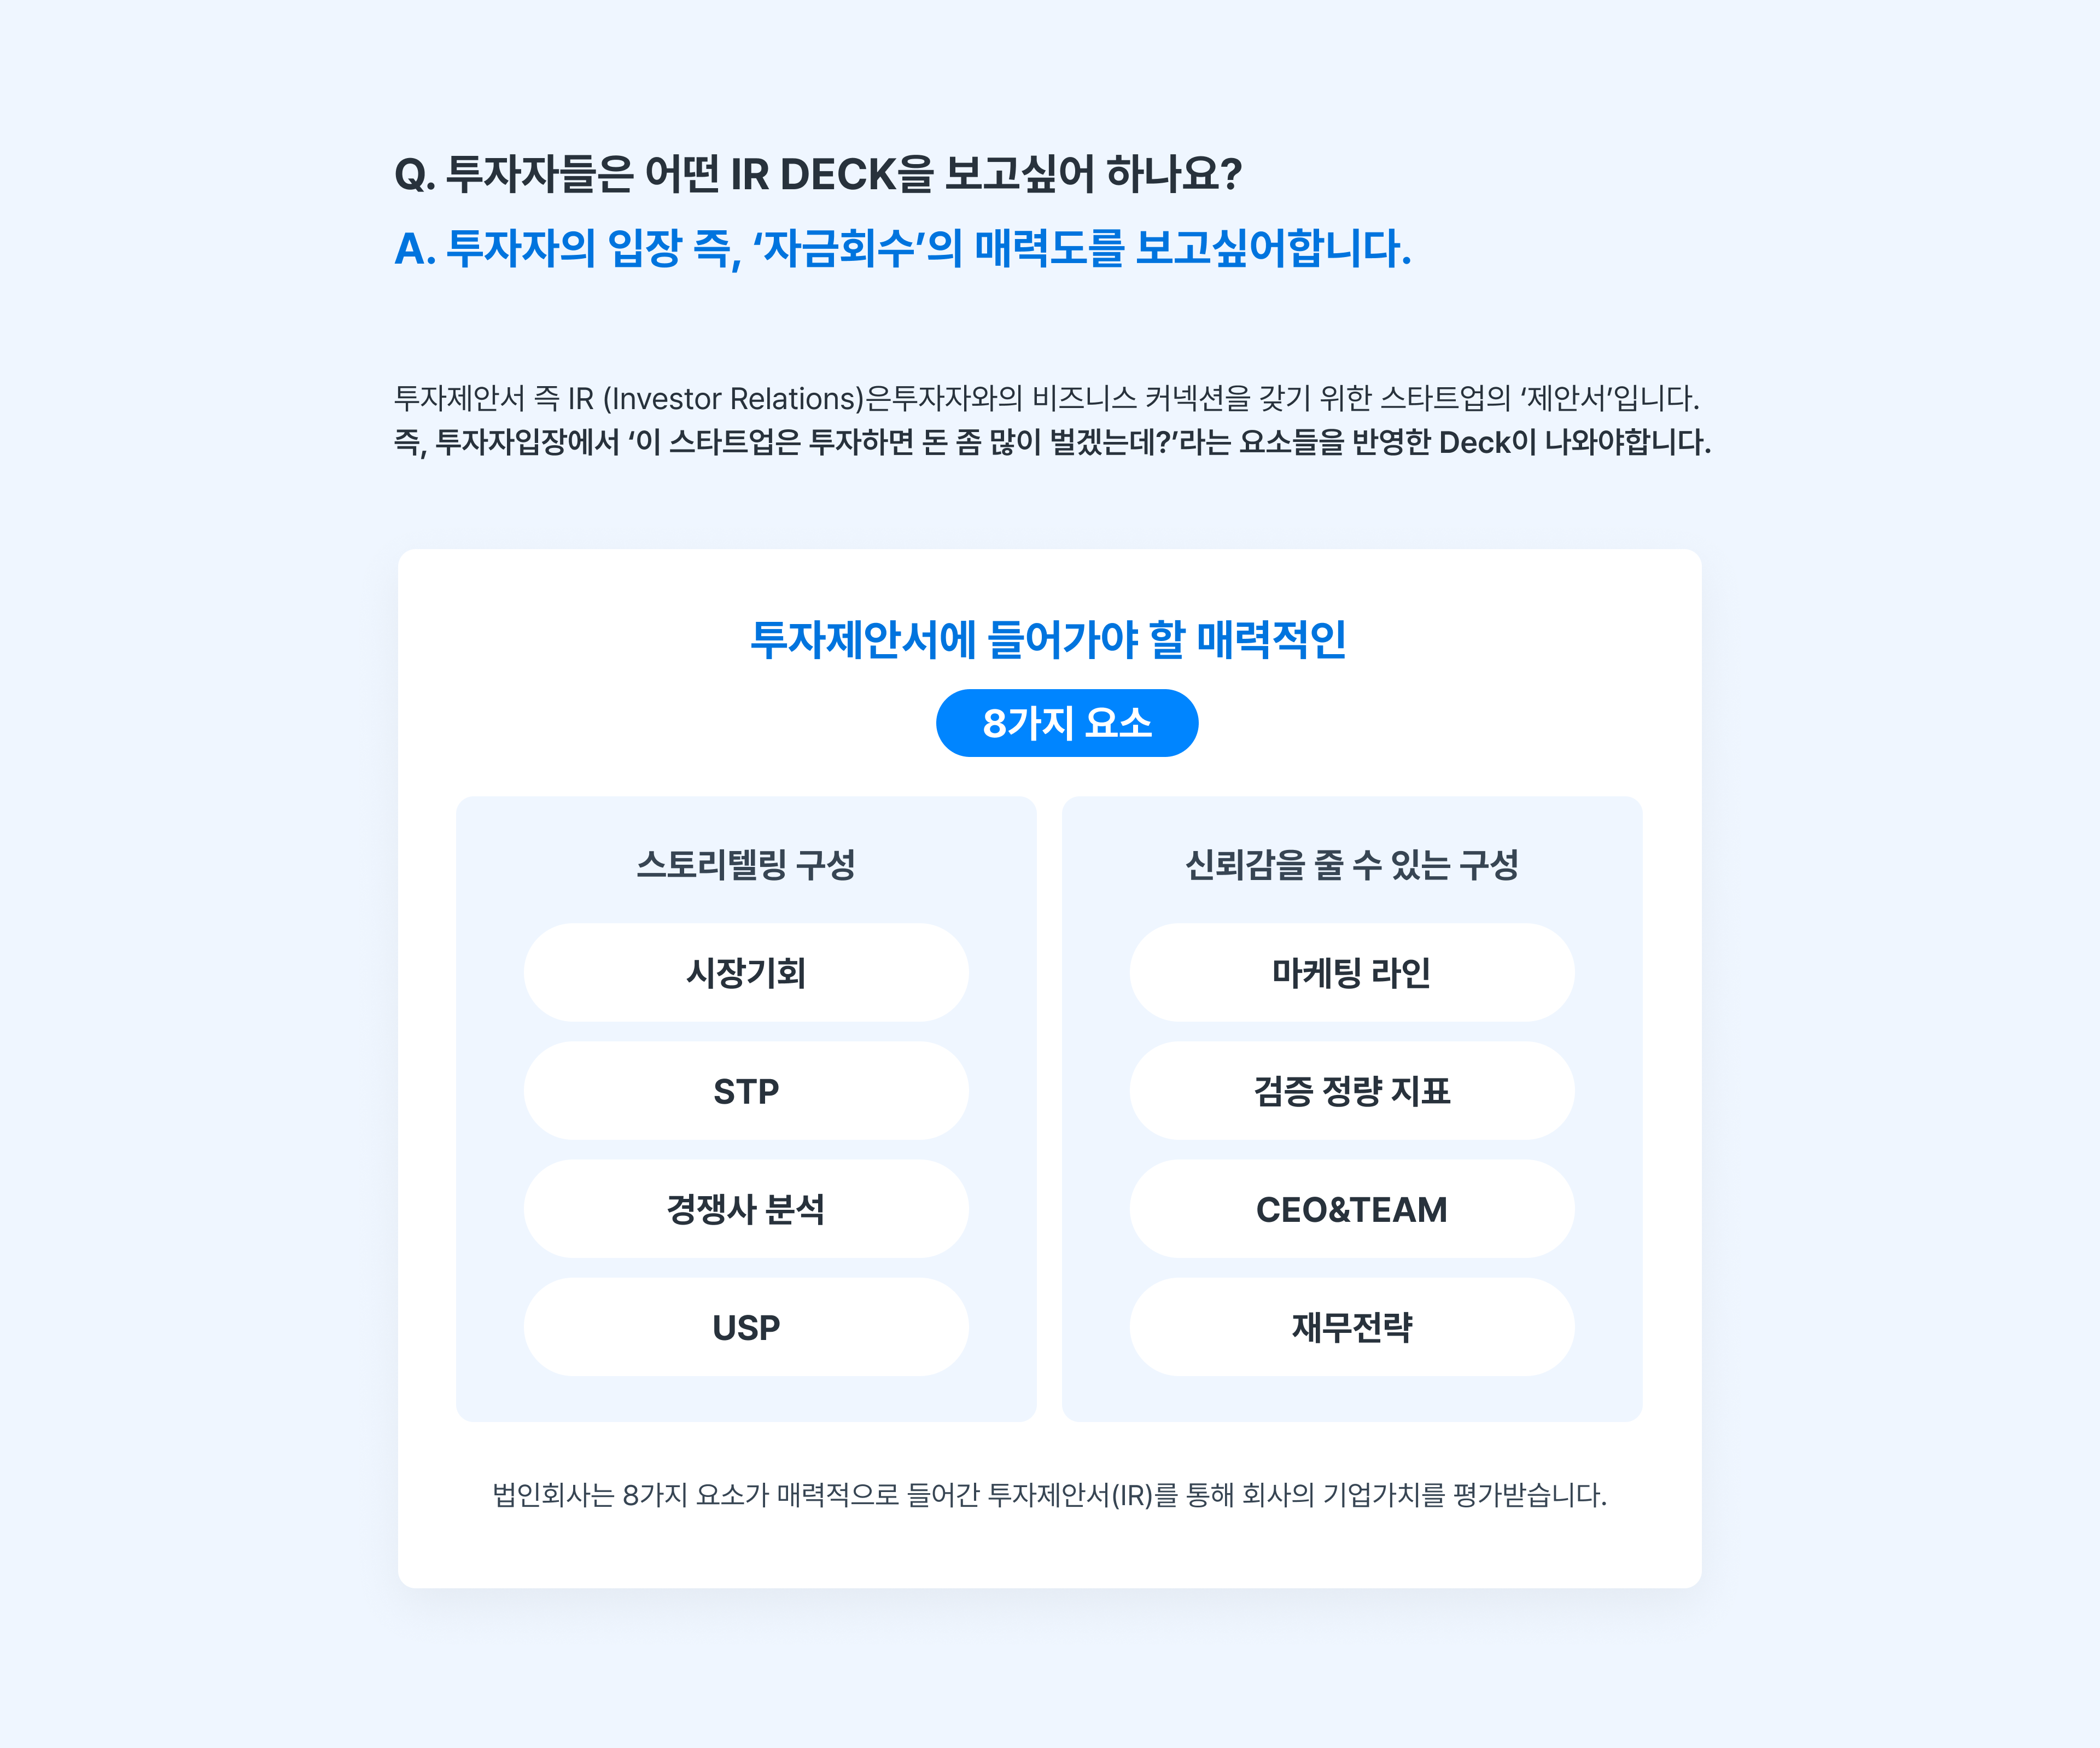 Q. 투자자들은 어떤 IR DECK을 보고싶어 하나요?
A. 투자자의 입장 즉, ‘자금회수’의 매력도를 보고싶어합니다.
투자제안서 즉 IR (Investor Relations)은투자자와의 비즈니스 커넥션을 갖기 위한 스타트업의 ‘제안서’입니다.
즉, 투자자입장에서 ‘이 스타트업은 투자하면 돈 좀 많이 벌겠는데?’라는 요소들을 반영한 Deck이 나와야합니다.
투자제안서에 들어가야 할 매력적인
8가지 요소
스토리텔링 구성
시장기회
STP
경쟁사 분석
USP
신뢰감을 줄 수 있는 구성
마케팅 라인
검증 정량 지표
CEO&TEAM
재무전략
법인회사는 8가지 요소가 매력적으로 들어간 투자제안서(IR)를 통해 회사의 기업가치를 평가받습니다.